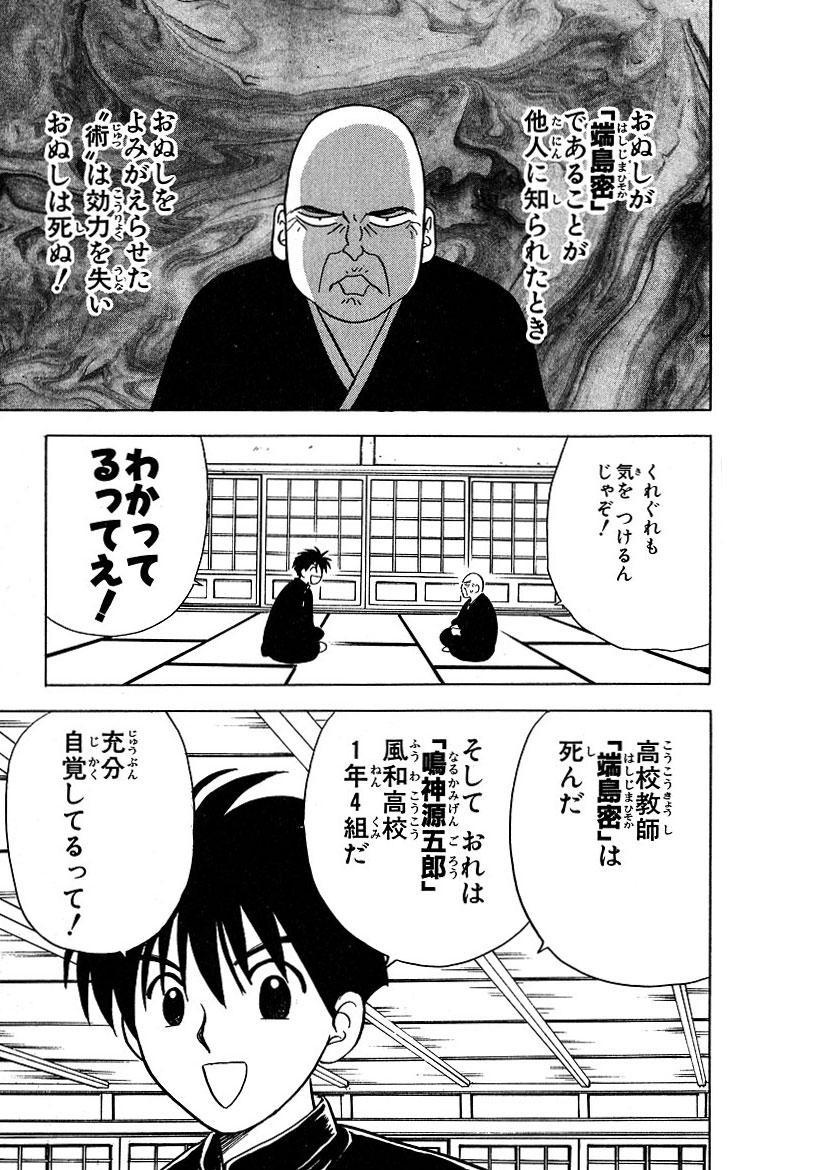 おぬしが
「端島密」
であることが
他人に知られたとき
おぬしを
よみがえらせた
〝術〟は効力を失い
おぬしは死ぬ！
くれぐれも
気を つけるん
じゃぞ！
わかって
るってえ！
高校教師
「端島密」は
死んだ
そして おれは
「鳴神源五郎」
風和高校
1年4組だ
充分
自覚してるって！